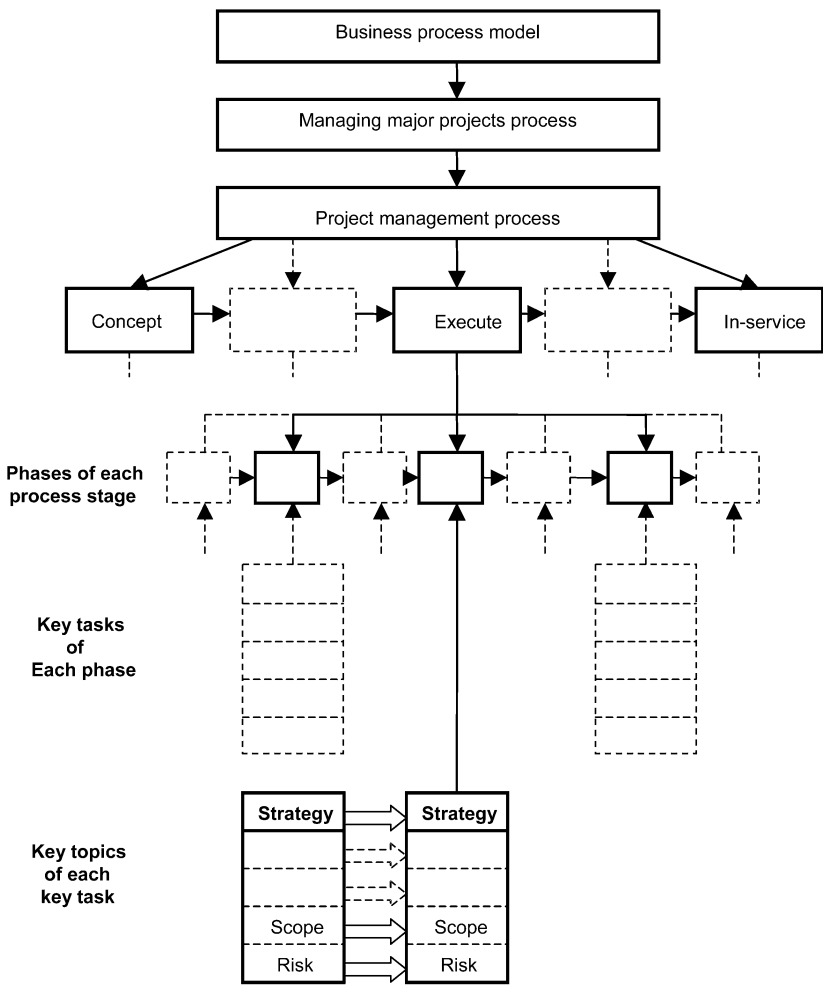 Business process model
Managing major projects process
Project management process
Concept
Execute
In-service
Phases of each
process stage
Key tasks
of
Each phase
Key topics
of each
key task
Strategy
Strategy
Scope
Scope
Risk
Risk